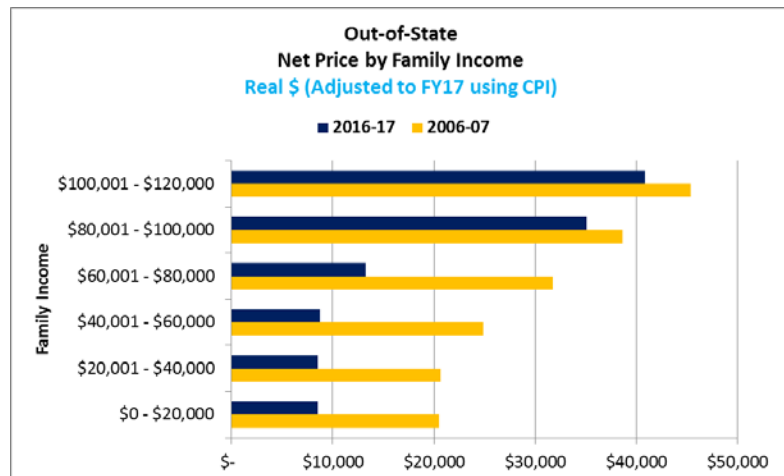 Out-of-State
Net Price by Family Income
Real $ (Adjusted to FY17 using CPI)
2016-17 2006-07
Family Income
$100,001 - $120,000
$80,001 - $100,000
$60,001 - $80,000
$40,001 - $60,000
$20,001 - $40,000
$0 - $20,000
$- $10,000 $20,000 $30,000 $40,000 $50,000